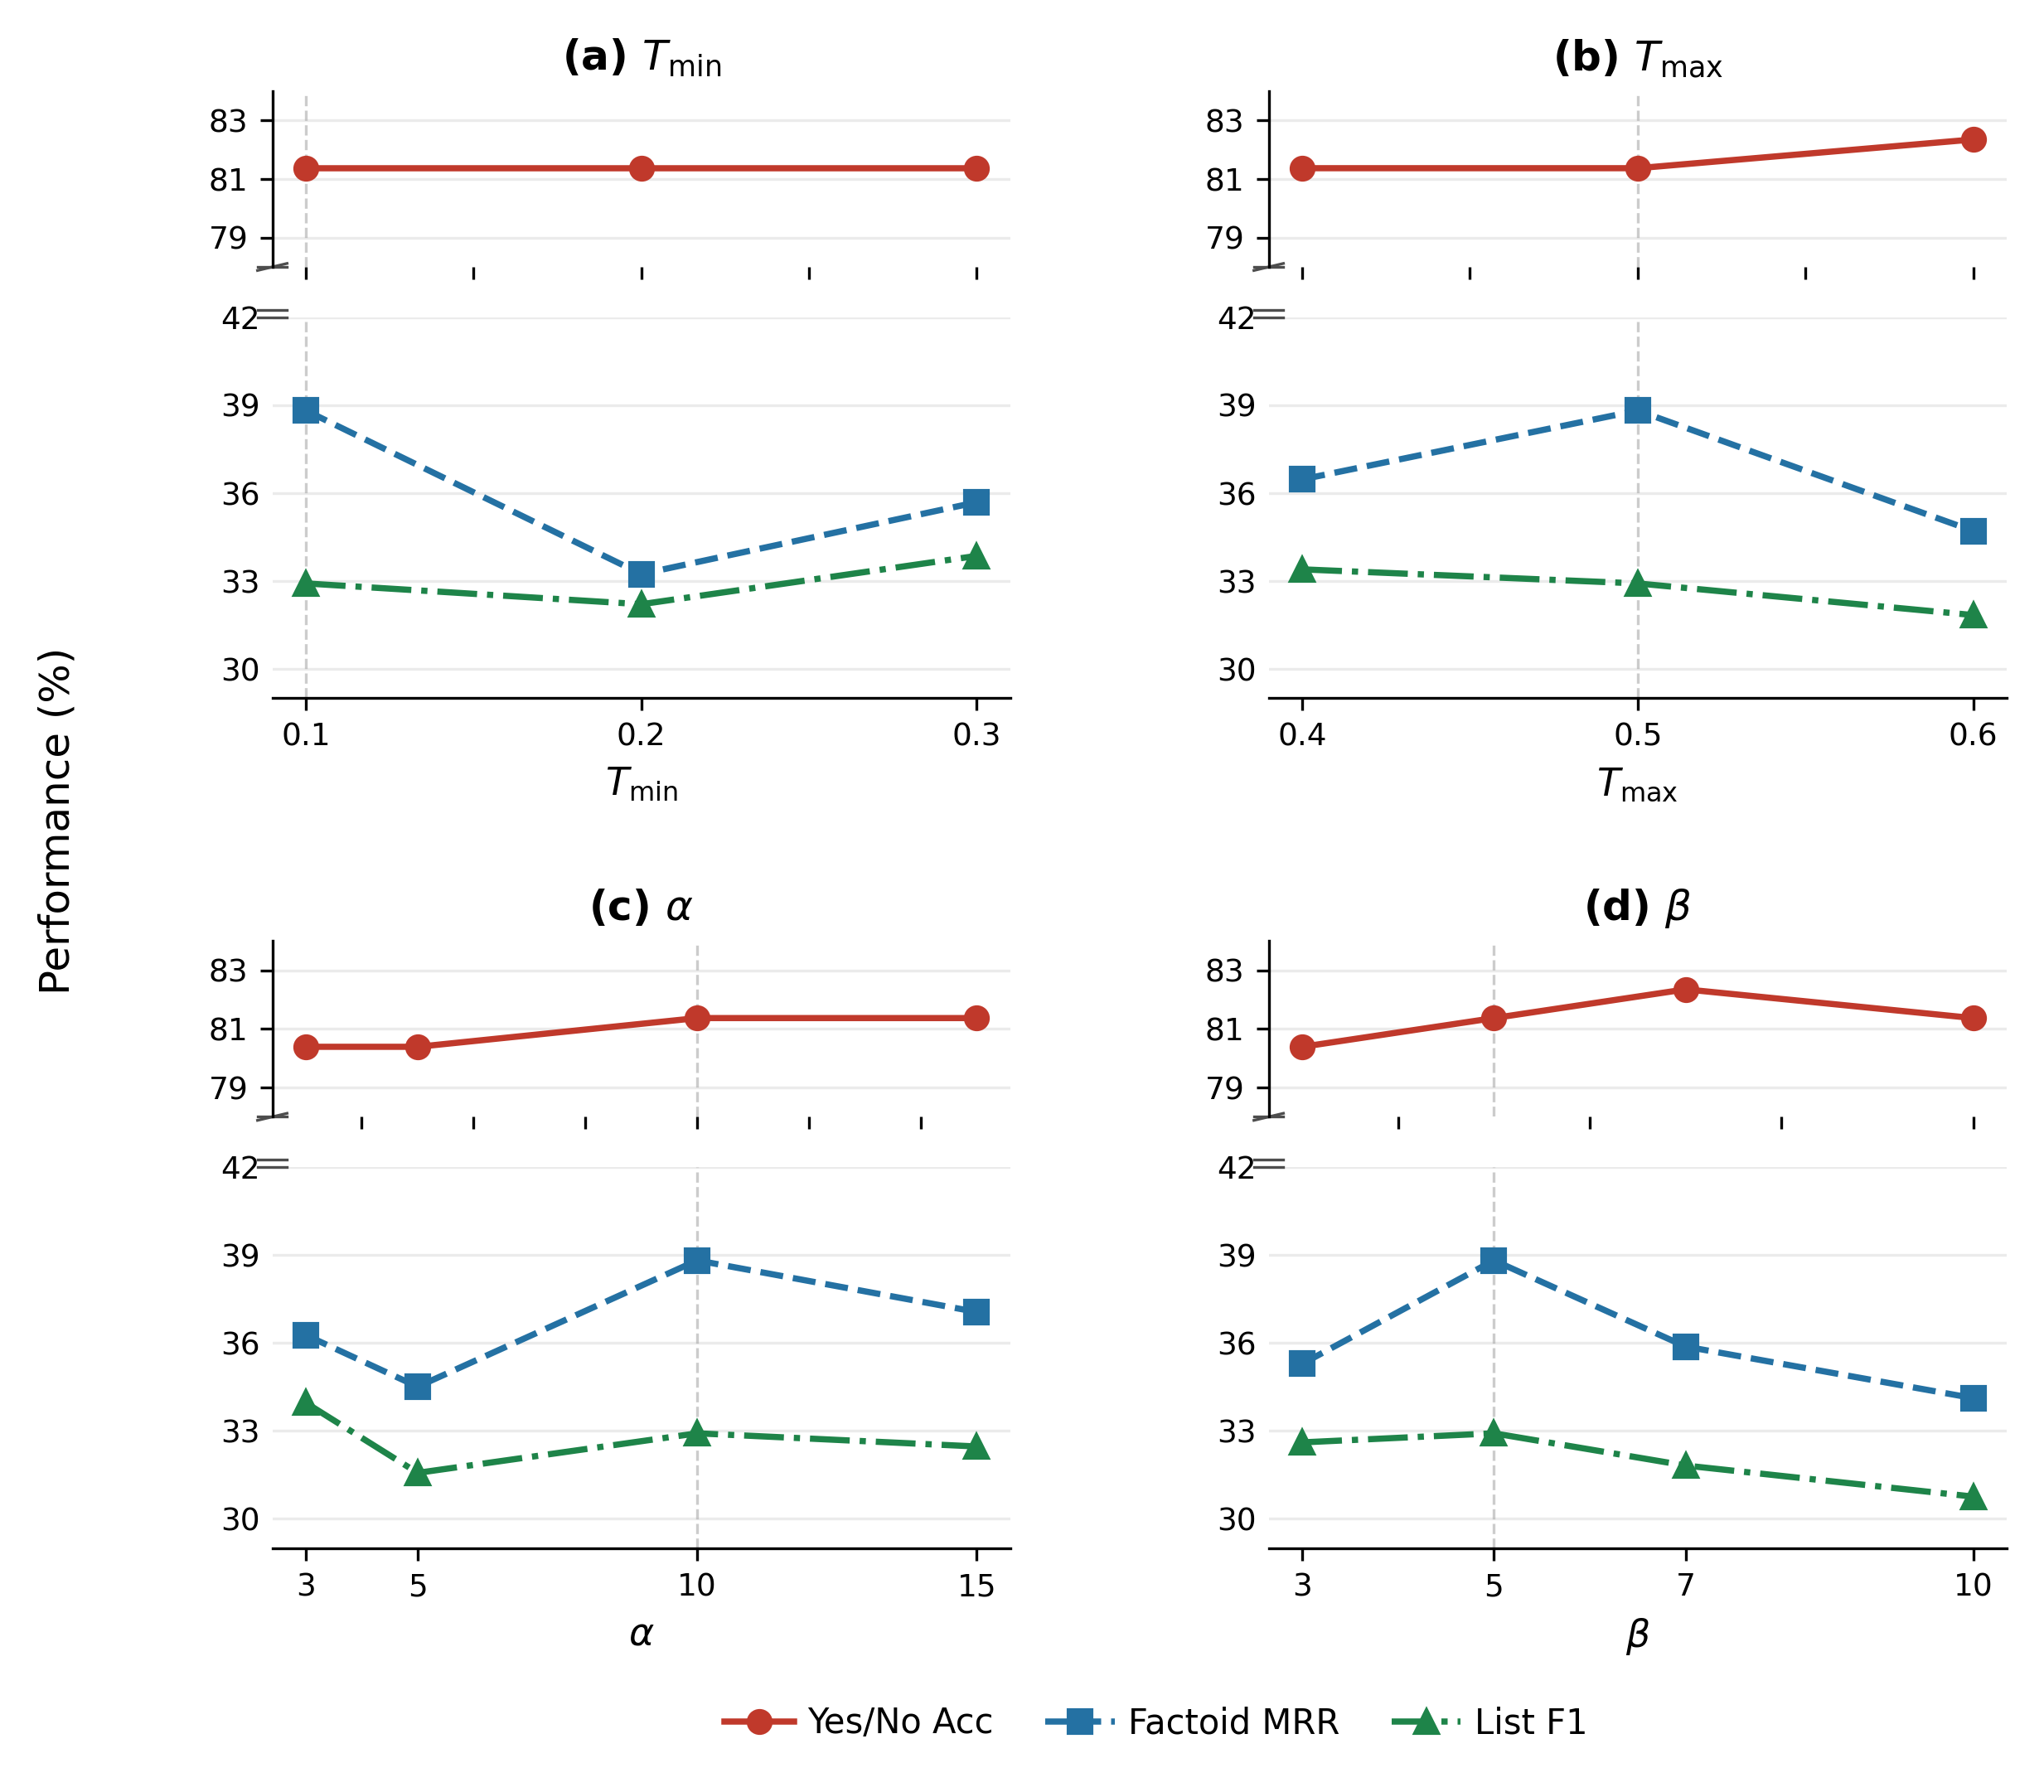 (a) T_min
83
81
79
42
39
36
33
30
0.1 0.2 0.3
T_min
(b) T_max
83
81
79
42
39
36
33
30
0.4 0.5 0.6
T_max
Performance (%)
(c) α
83
81
79
42
39
36
33
30
3 5 10 15
α
(d) β
83
81
79
42
39
36
33
30
3 5 7 10
β
Yes/No Acc Factoid MRR List F1